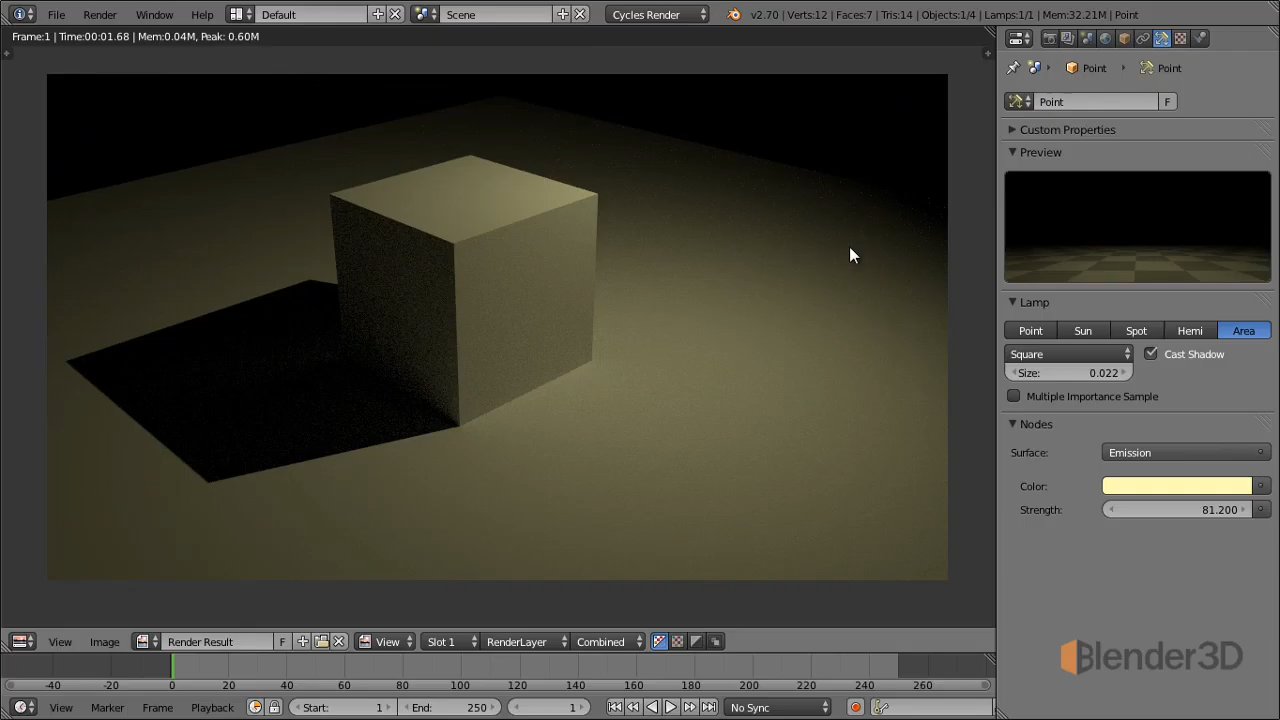 File Render Window Help Default Scene Cycles Render v2.70 | Verts:12 | Faces:7 | Tris:14 | Objects:1/4 | Lamps:1/1 | Mem:32.21M | Point
Frame:1 | Time:00:01.68 | Mem:0.04M, Peak: 0.60M
Point Point
Point F
Custom Properties
Preview
Lamp
Point Sun Spot Hemi Area
Square Cast Shadow
Size: 0.022
Multiple Importance Sample
Nodes
Surface: Emission
Color:
Strength: 81.200
Blender3D
View Image Render Result F View Slot 1 RenderLayer Combined
-40 -20 0 20 40 60 80 100 120 140 160 180 200 220 240 260
View Marker Frame Playback Start: 1 End: 250 1 No Sync